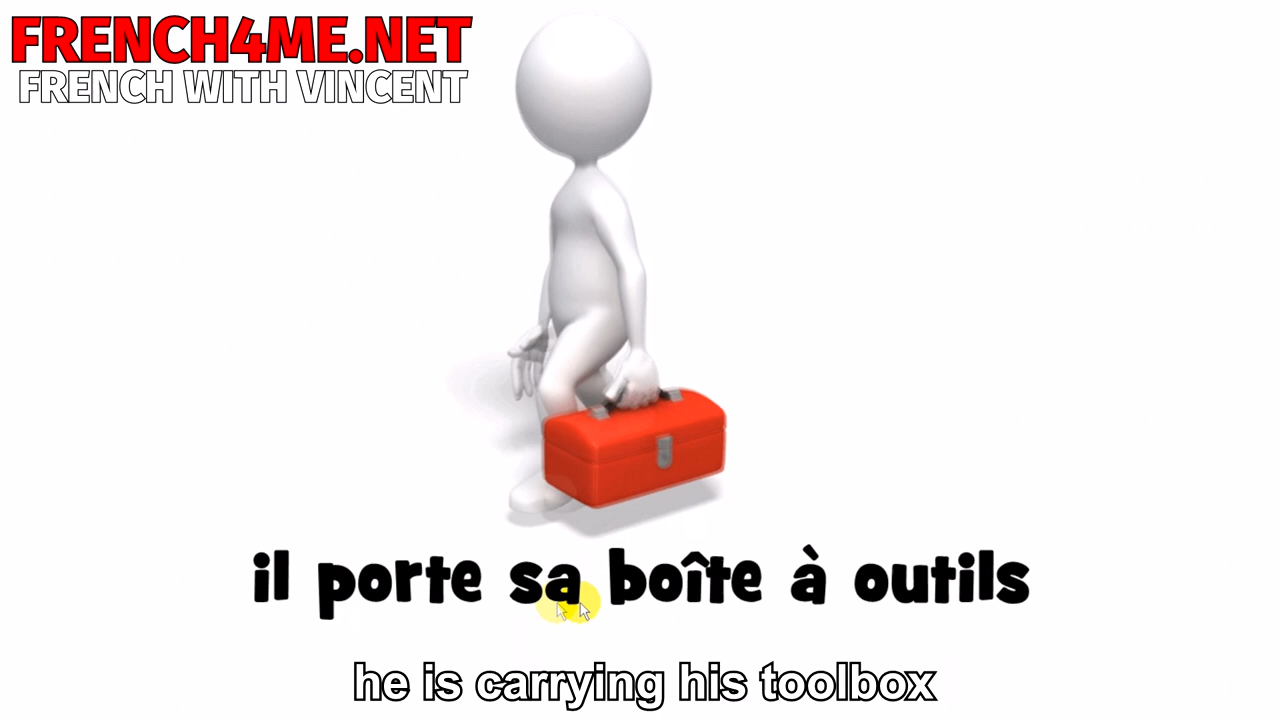 FRENCH4ME.NET
FRENCH WITH VINCENT
il porte sa boîte à outils
he is carrying his toolbox